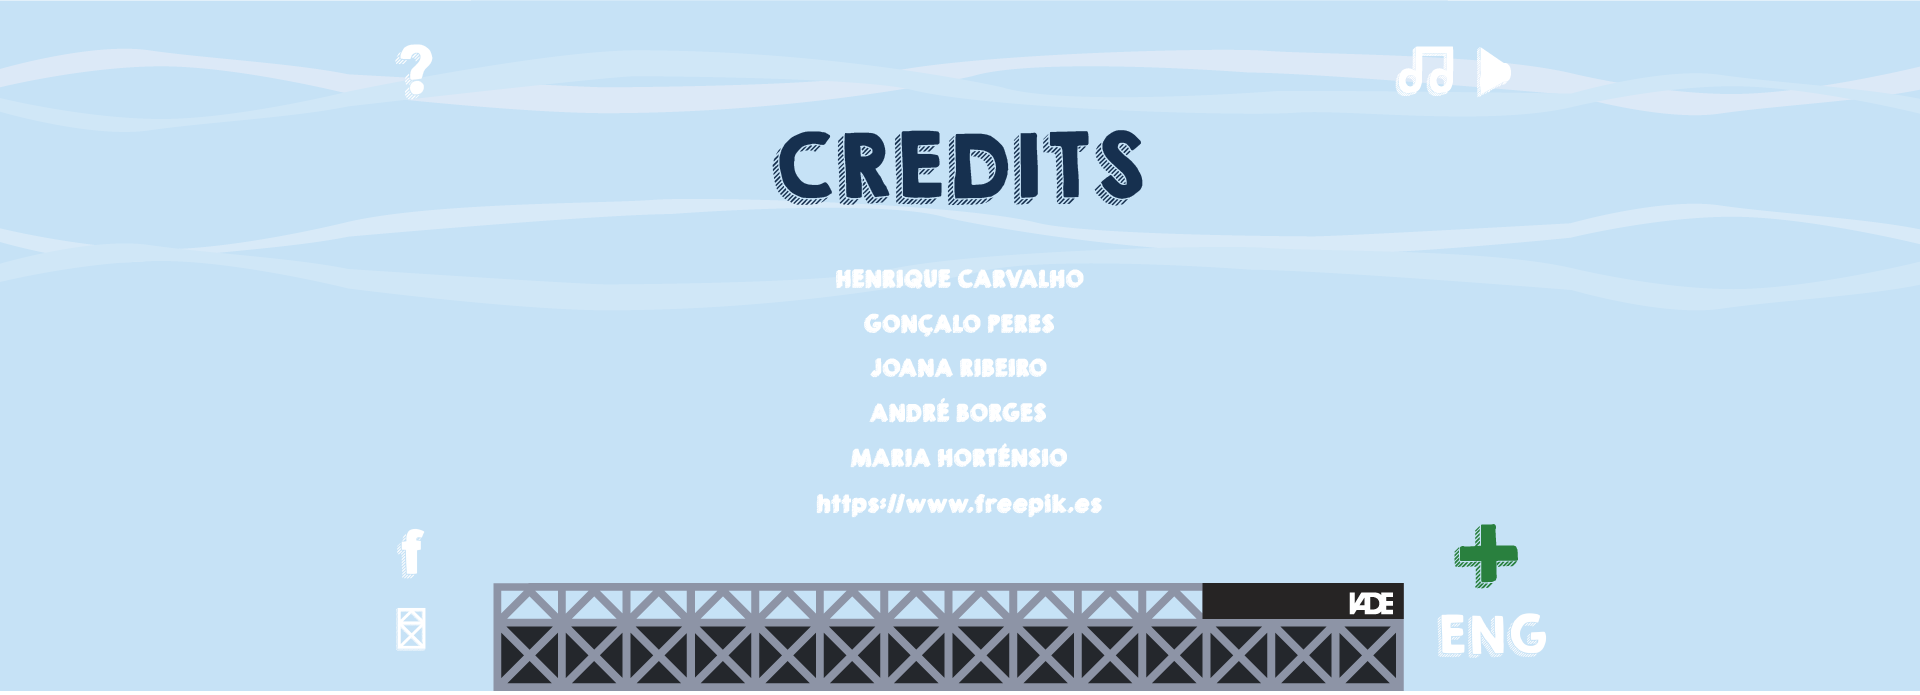 ?
CREDITS
HENRIQUE CARVALHO
GONÇALO PERES
JOANA RIBEIRO
ANDRÉ BORGES
MARIA HORTÉNSIO
https://www.freepik.es
f
IADE
ENG